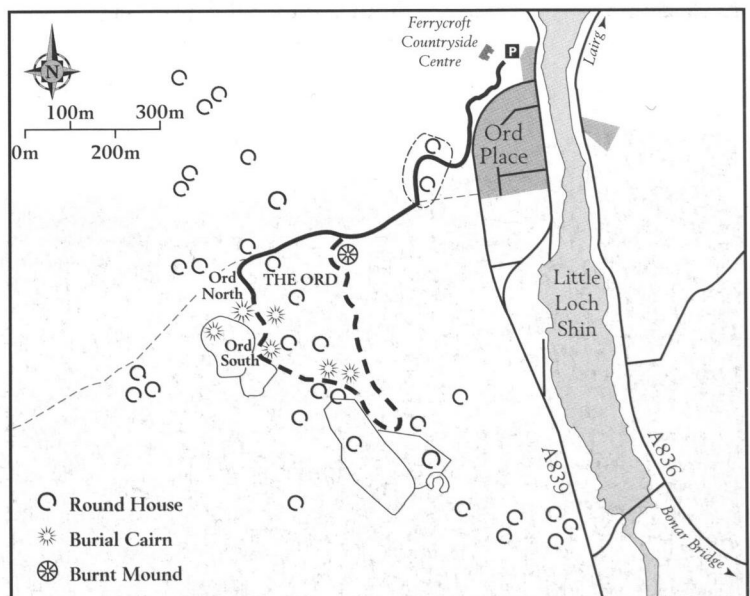 Ferrycroft
Countryside
Centre
P
Lairg
N
100m 300m
0m 200m
Ord
Place
Ord
North
THE ORD
Little
Loch
Shin
Ord
South
A839
A836
Bonar Bridge
Round House
Burial Cairn
Burnt Mound